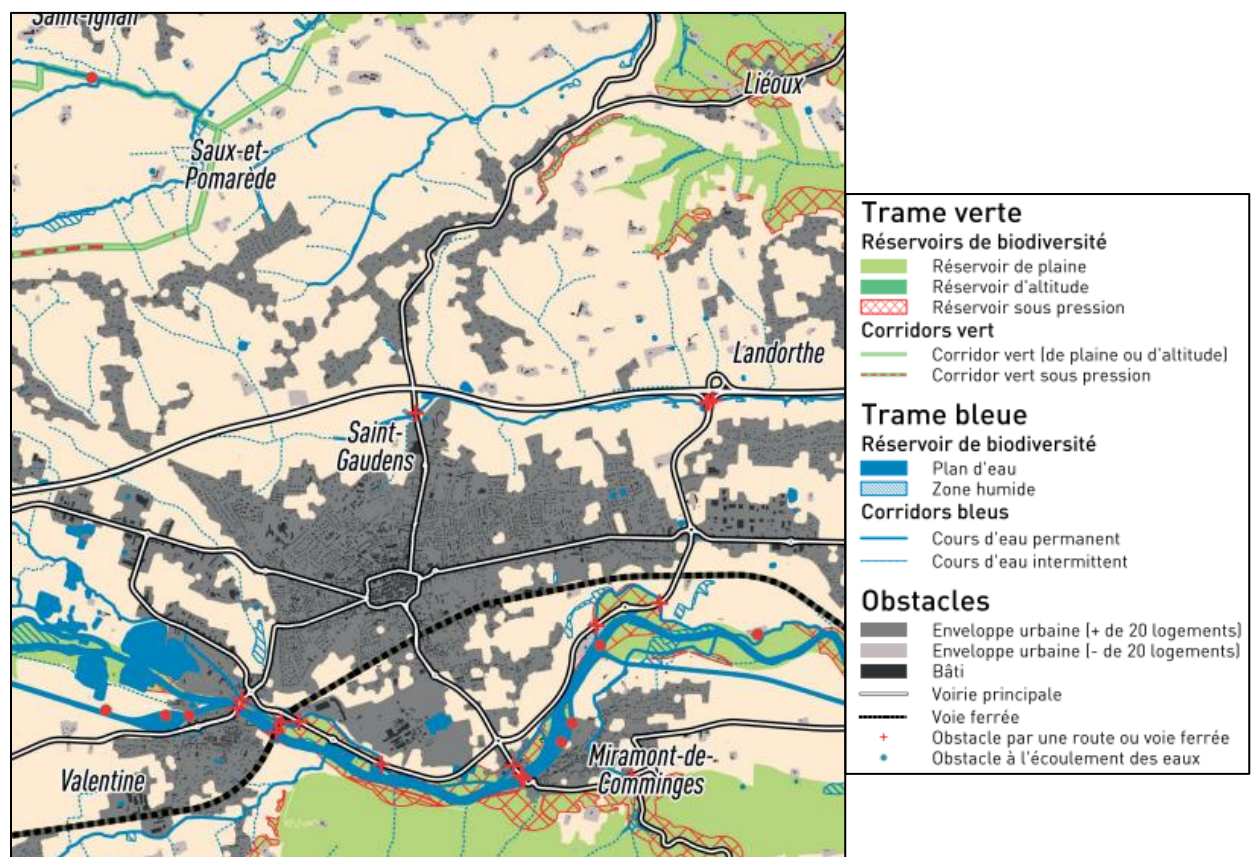 Saint-Ignan
Liéoux
Saux-et-
Pomarède
Landorthe
Saint-
Gaudens
Miramont-de-
Comminges
Valentine
Trame verte
Réservoirs de biodiversité
Réservoir de plaine
Réservoir d'altitude
Réservoir sous pression
Corridors vert
Corridor vert (de plaine ou d'altitude)
Corridor vert sous pression
Trame bleue
Réservoir de biodiversité
Plan d'eau
Zone humide
Corridors bleus
Cours d'eau permanent
Cours d'eau intermittent
Obstacles
Enveloppe urbaine (+ de 20 logements)
Enveloppe urbaine (- de 20 logements)
Bâti
Voirie principale
Voie ferrée
Obstacle par une route ou voie ferrée
Obstacle à l'écoulement des eaux